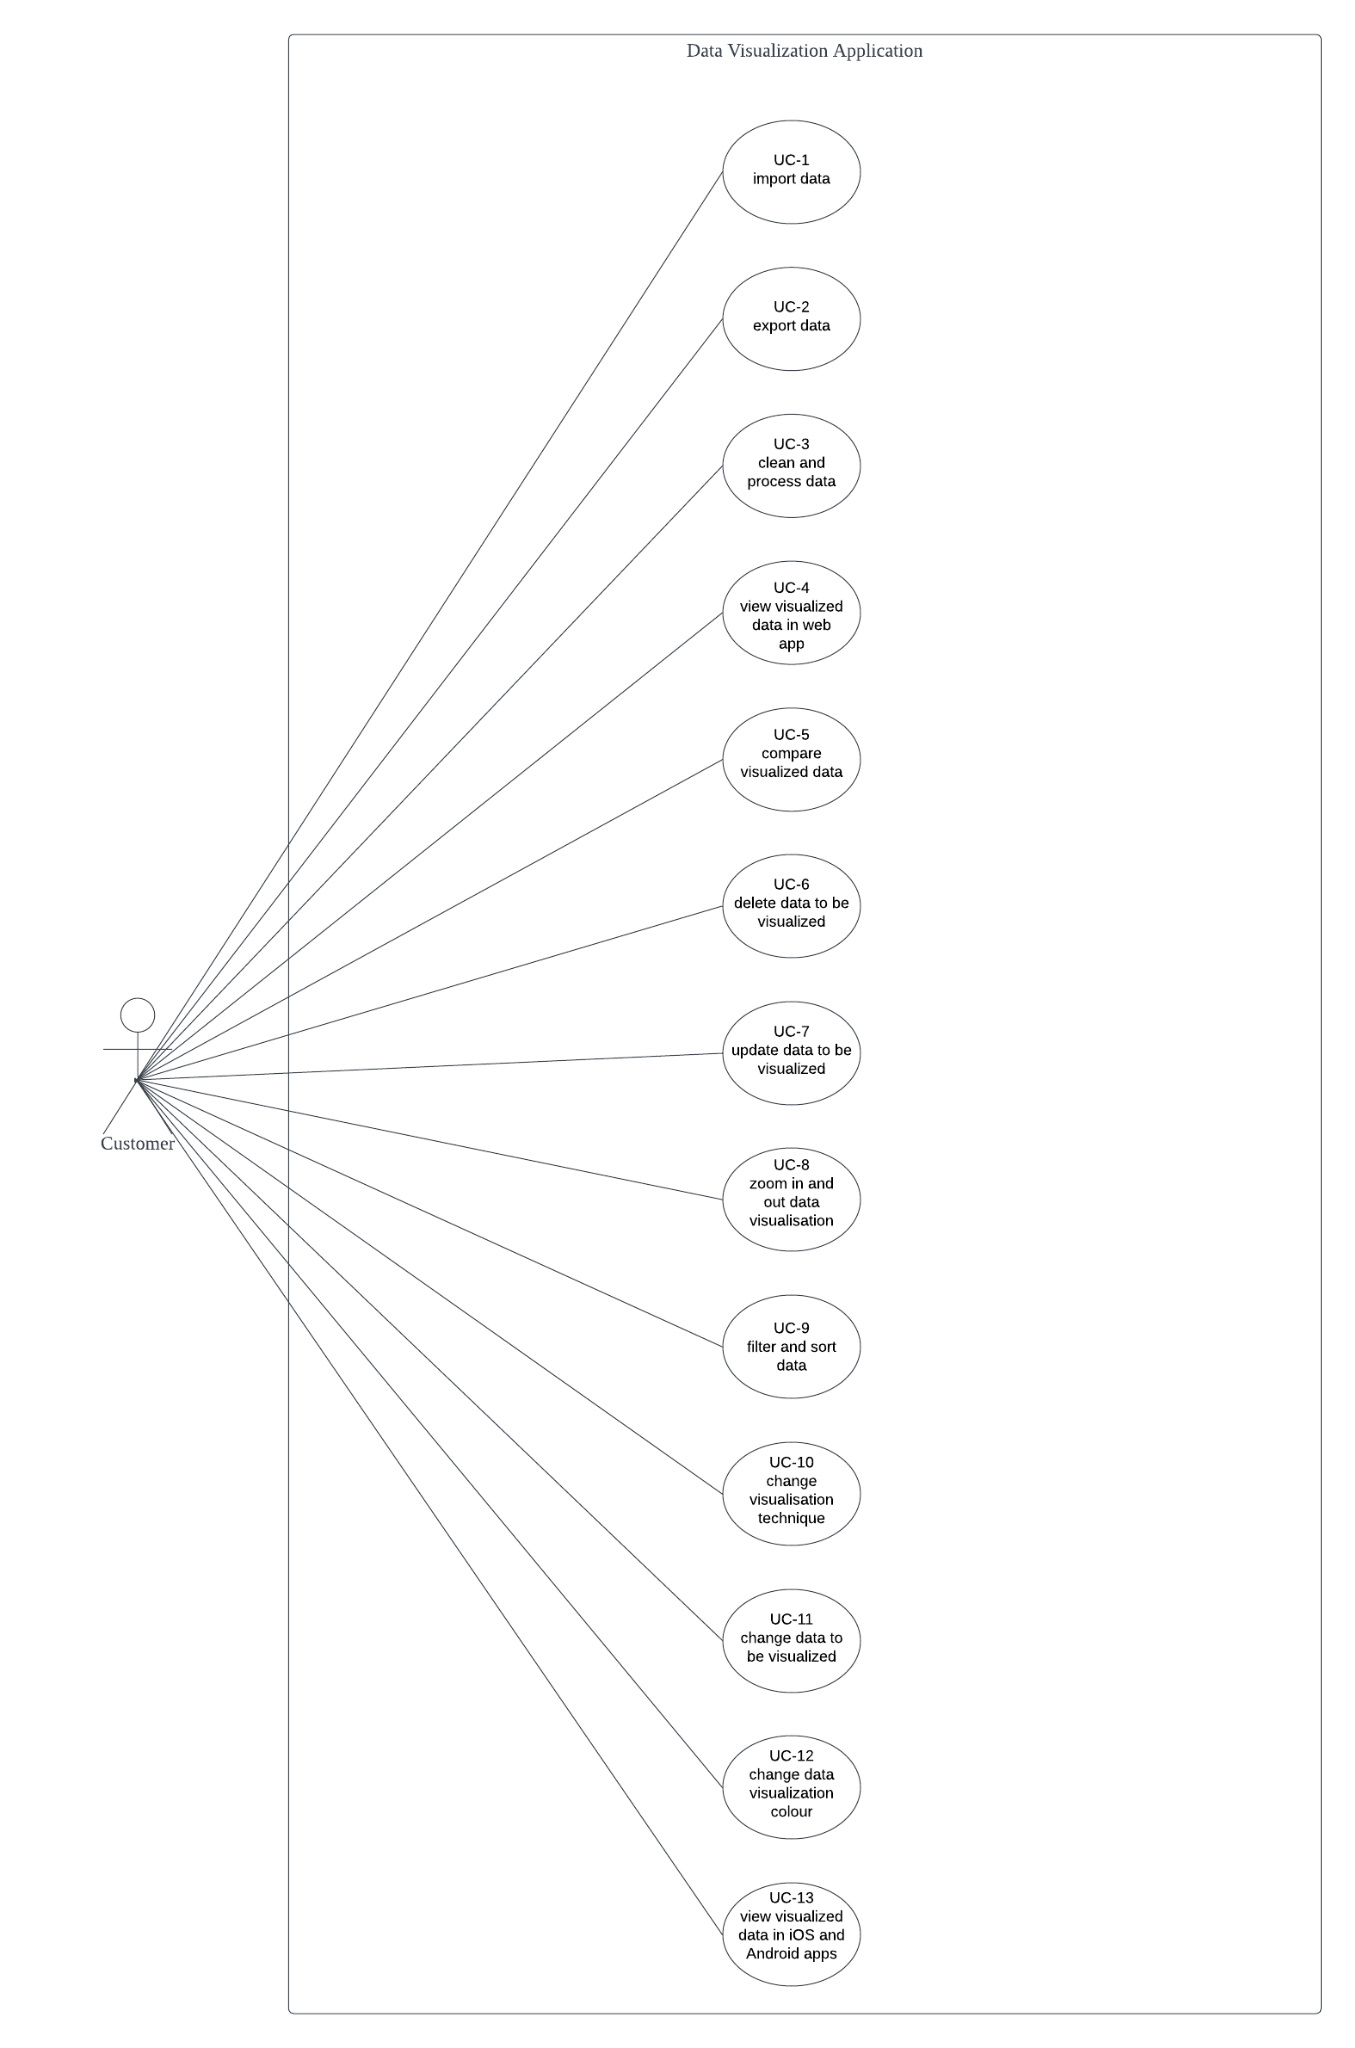 Data Visualization Application
UC-1
import data
UC-2
export data
UC-3
clean and
process data
UC-4
view visualized
data in web
app
UC-5
compare
visualized data
UC-6
delete data to be
visualized
UC-7
update data to be
visualized
Customer
UC-8
zoom in and
out data
visualisation
UC-9
filter and sort
data
UC-10
change
visualisation
technique
UC-11
change data to
be visualized
UC-12
change data
visualization
colour
UC-13
view visualized
data in iOS and
Android apps